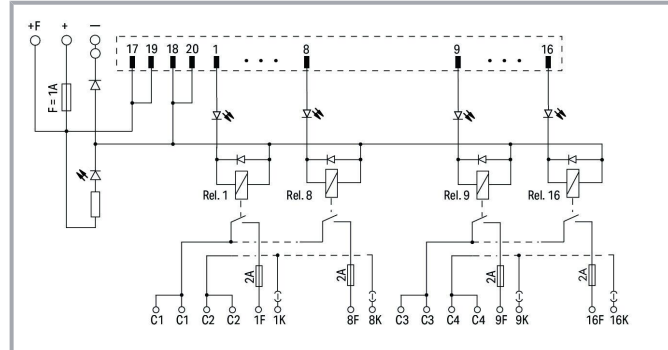 +F + −
17 19 18 20 1 • • • 8 9 • • • 16
F = 1A
Rel. 1 Rel. 8 Rel. 9 Rel. 16
2A 2A 2A 2A
C1 C1 C2 C2 1F 1K 8F 8K C3 C3 C4 C4 9F 9K 16F 16K